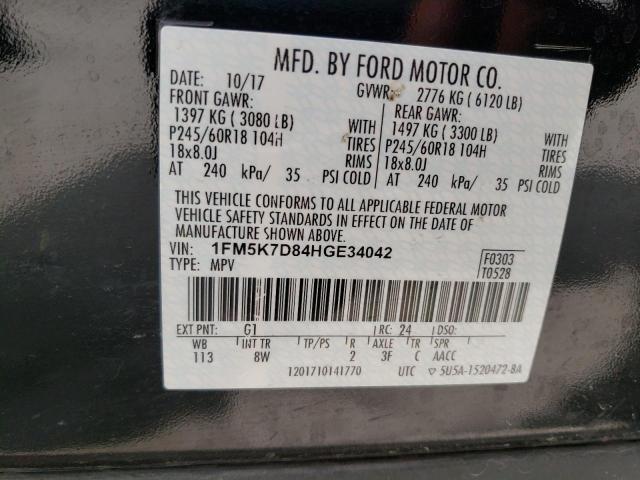 MFD. BY FORD MOTOR CO.
DATE: 10/17 GVWR: 2776 KG ( 6120 LB)
FRONT GAWR: REAR GAWR:
1397 KG ( 3080 LB) WITH 1497 KG ( 3300 LB) WITH
P245/60R18 104H TIRES P245/60R18 104H TIRES
18x8.0J RIMS 18x8.0J RIMS
AT 240 kPa/ 35 PSI COLD AT 240 kPa/ 35 PSI COLD
THIS VEHICLE CONFORMS TO ALL APPLICABLE FEDERAL MOTOR
VEHICLE SAFETY STANDARDS IN EFFECT ON THE DATE OF
MANUFACTURE SHOWN ABOVE.
VIN: 1FM5K7D84HGE34042 F0303
TYPE: MPV T0528
EXT PNT: G1 RC: 24 DSO:
WB INT TR TP/PS R AXLE TR SPR
113 8W 2 3F C AACC
1201710141770 UTC ▽ 5U5A-1520472-8A